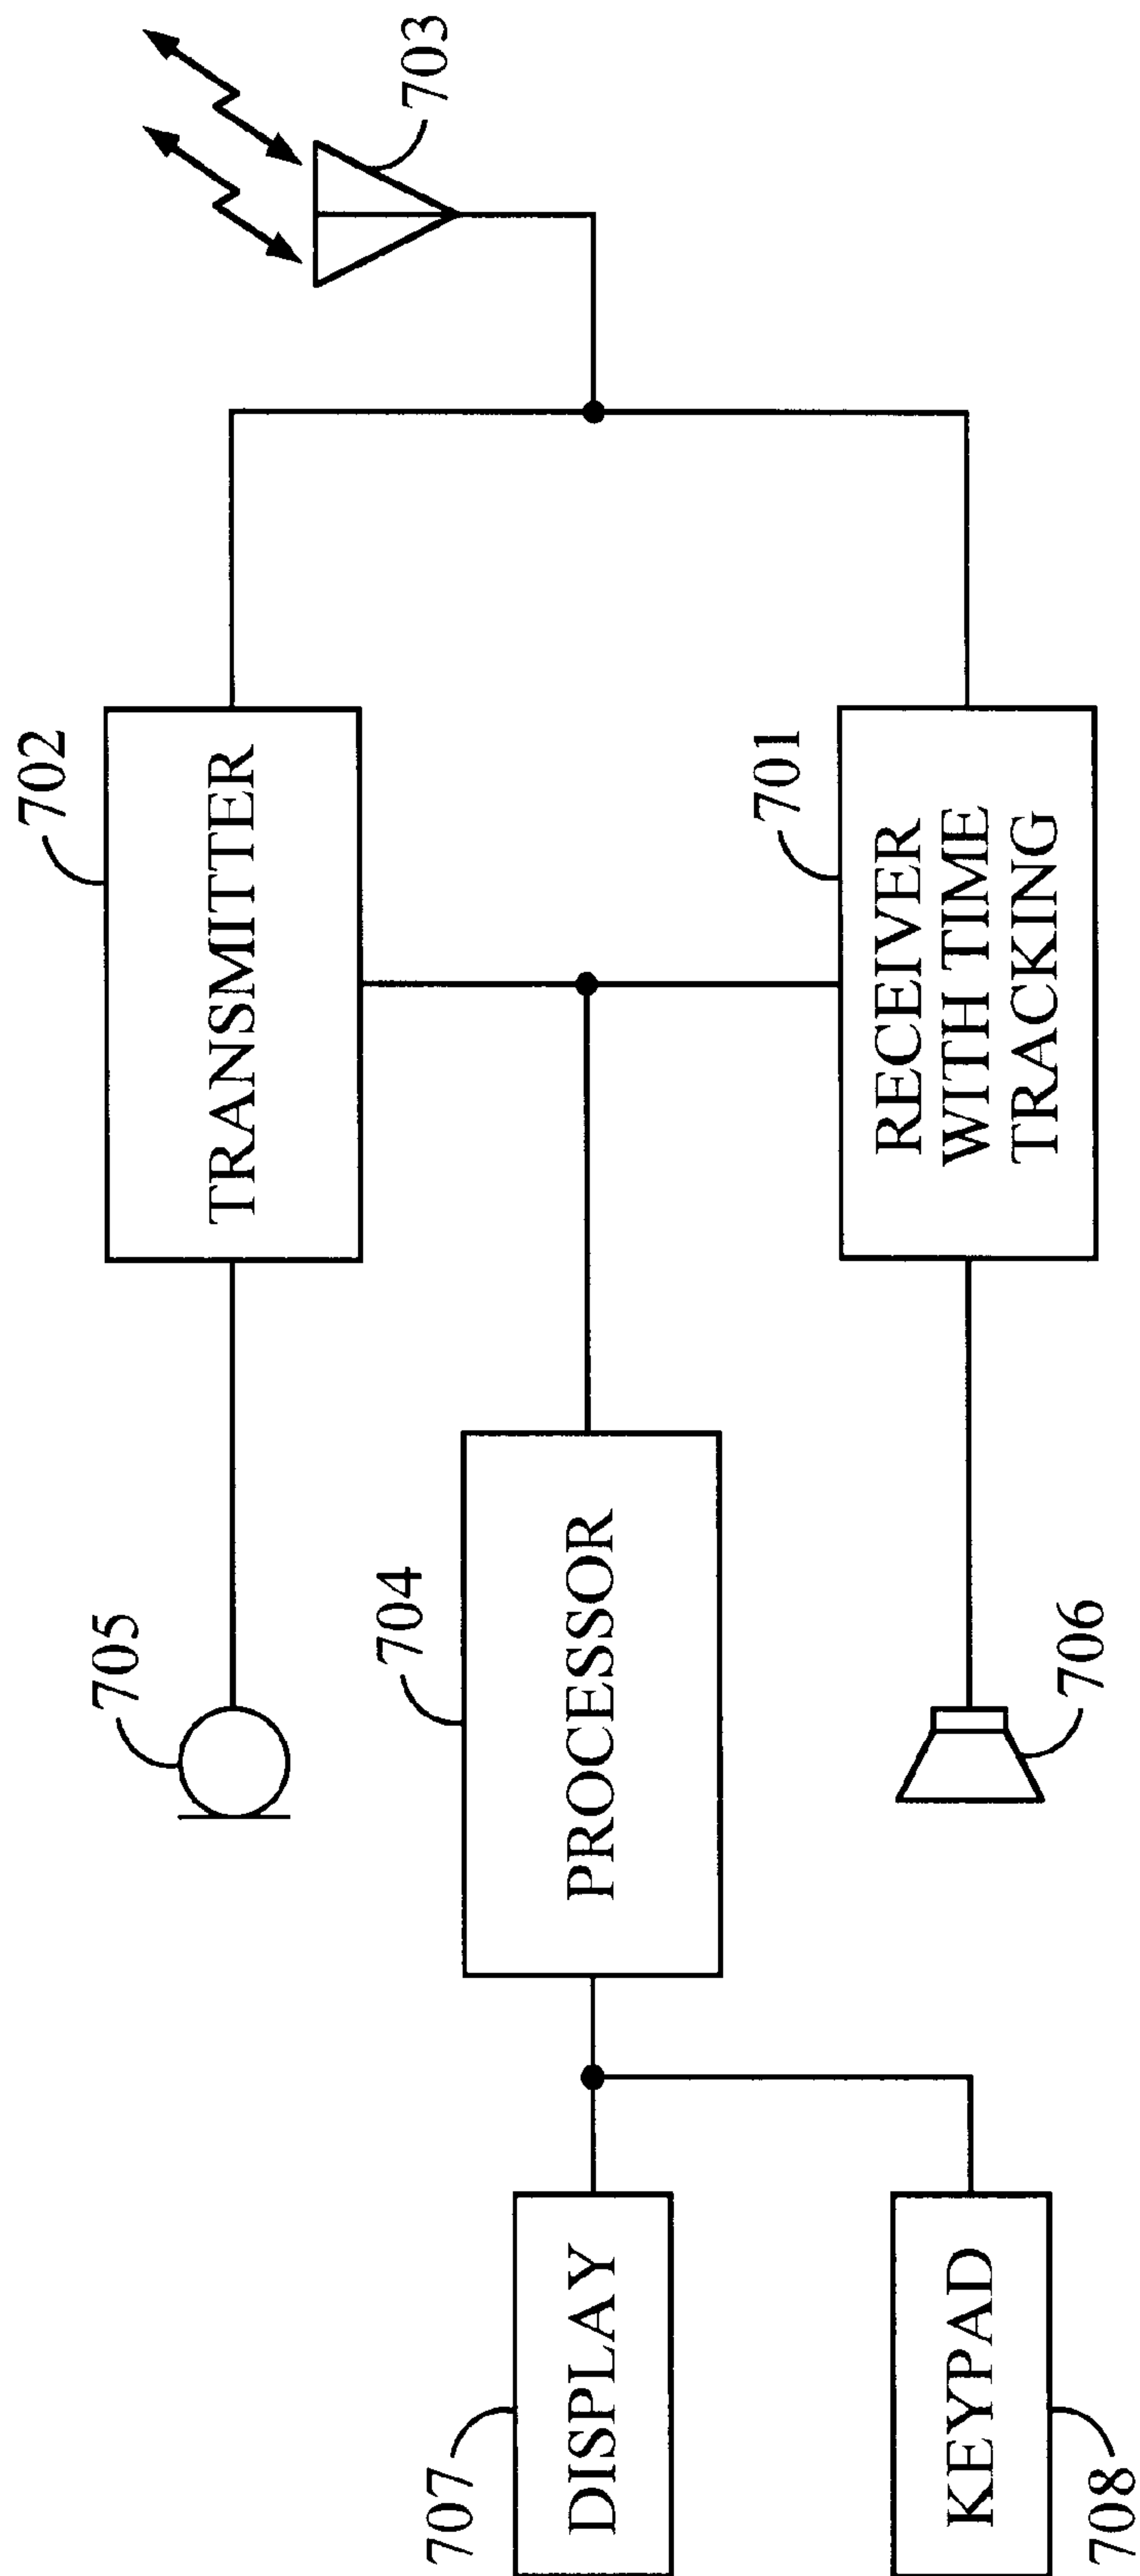 702
705
TRANSMITTER
704
703
707
DISPLAY
PROCESSOR
701
RECEIVER
WITH TIME
TRACKING
KEYPAD
706
708